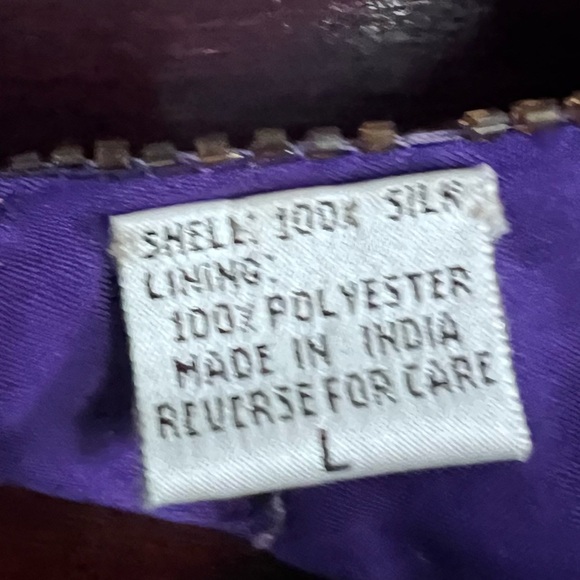 SHELL: 100% SILK
LINING:
100% POLYESTER
MADE IN INDIA
REVERSE FOR CARE
L